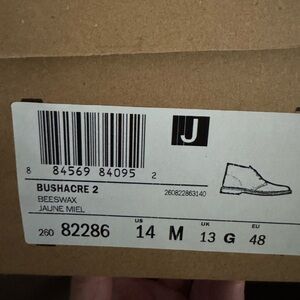 J
8 84569 84095 2
BUSHACRE 2
260822863140
BEESWAX
JAUNE MIEL
US UK EU
260 82286 14 M 13 G 48